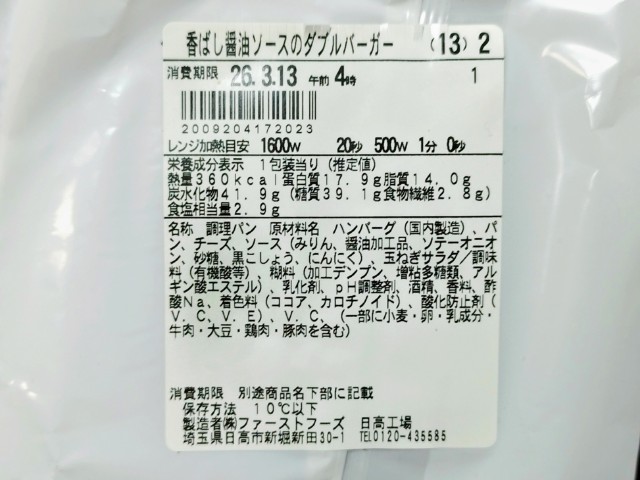 香ばし醤油ソースのダブルバーガー (13) 2
消費期限 26.3.13 午前 4時 1
2009204172023
レンジ加熱目安 1600W 20秒 500W 1分 0秒
栄養成分表示 1包装当り (推定値)
熱量360kcal蛋白質17.9g脂質14.0g
炭水化物41.9g (糖質39.1g食物繊維2.8g)
食塩相当量2.9g
名称 調理パン 原材料名 ハンバーグ (国内製造)、パ
ン、チーズ、ソース (みりん、醤油加工品、ソテーオニオ
ン、砂糖、黒こしょう、にんにく)、玉ねぎサラダ/調味
料 (有機酸等)、糊料 (加工デンプン、増粘多糖類、アル
ギン酸エステル)、乳化剤、pH調整剤、酒精、香料、酢
酸Na、着色料 (ココア、カロチノイド)、酸化防止剤 (
V.C、V.E)、V.C、(一部に小麦・卵・乳成分・
牛肉・大豆・鶏肉・豚肉を含む)
消費期限 別途商品名下部に記載
保存方法 10℃以下
製造者㈱ファーストフーズ 日高工場
埼玉県日高市新堀新田30-1 TEL0120-435585